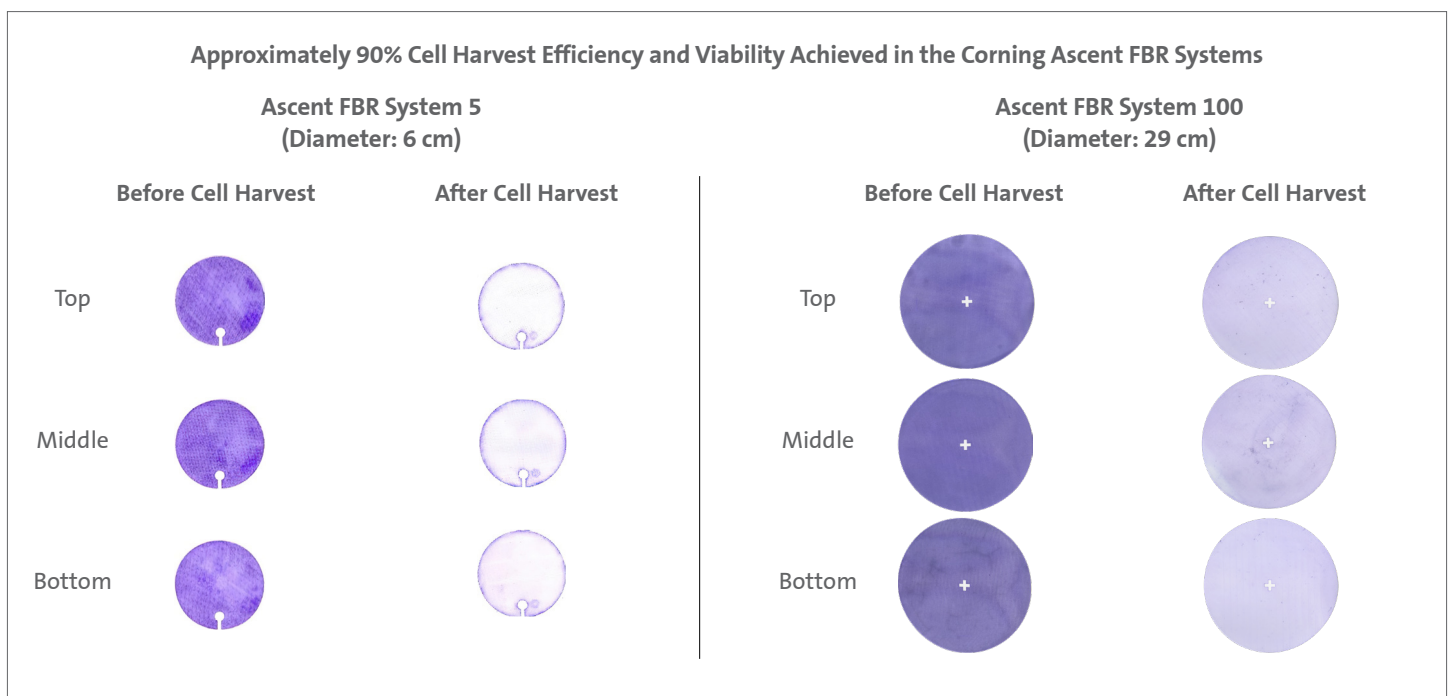 Approximately 90% Cell Harvest Efficiency and Viability Achieved in the Corning Ascent FBR Systems
Ascent FBR System 5
(Diameter: 6 cm)
Before Cell Harvest
After Cell Harvest
Top
Middle
Bottom
Ascent FBR System 100
(Diameter: 29 cm)
Before Cell Harvest
After Cell Harvest
Top
Middle
Bottom